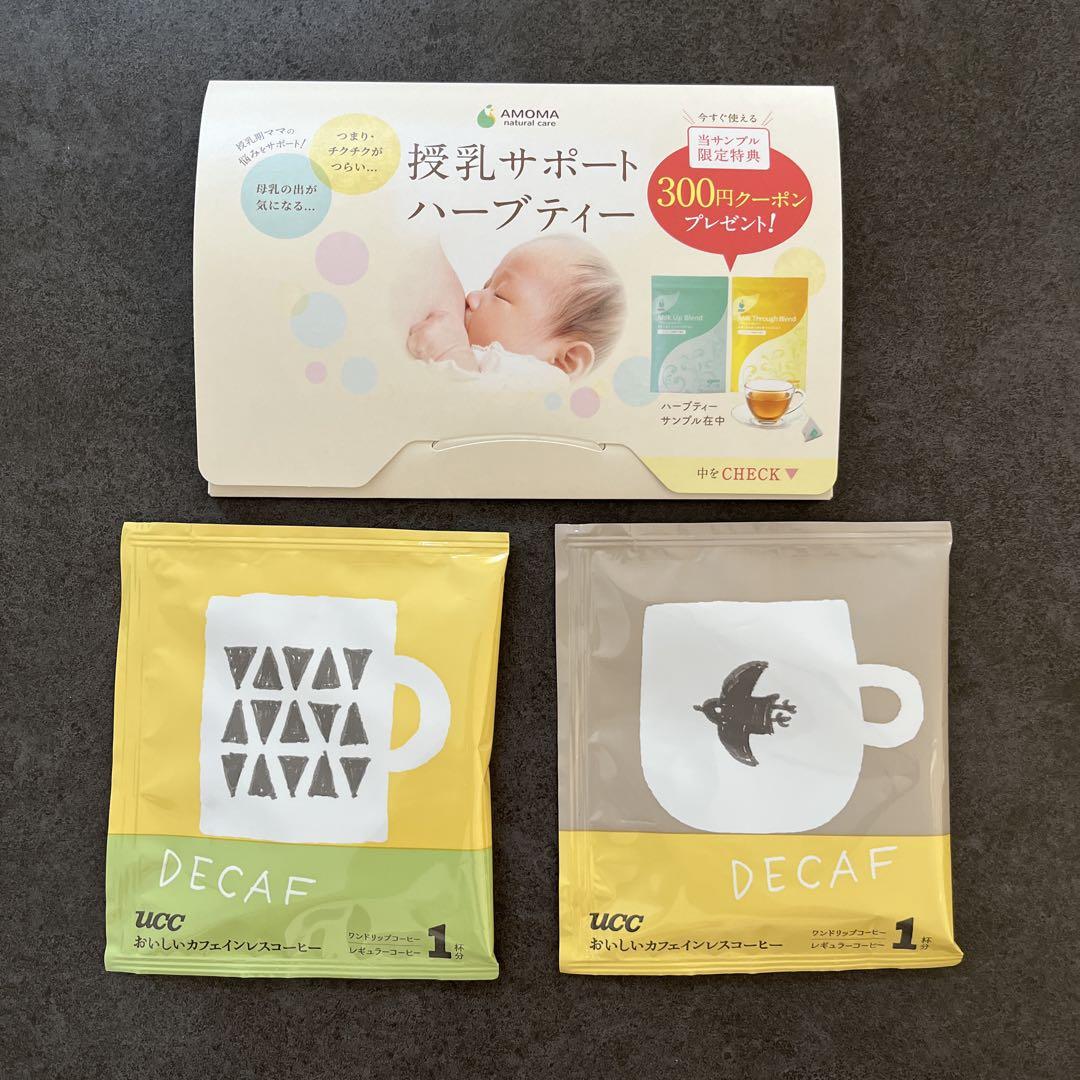 AMOMA
natural care
授乳期ママの
悩みをサポート!
つまり・
チクチクが
つらい…
母乳の出が
気になる…
授乳サポート
ハーブティー
今すぐ使える
当サンプル
限定特典
300円クーポン
プレゼント!
Milk Up Blend
Milk Through Blend
ハーブティー
サンプル在中
中をCHECK▼
DECAF
ucc
おいしいカフェインレスコーヒー
ワンドリップコーヒー
レギュラーコーヒー
1杯分
DECAF
ucc
おいしいカフェインレスコーヒー
ワンドリップコーヒー
レギュラーコーヒー
1杯分